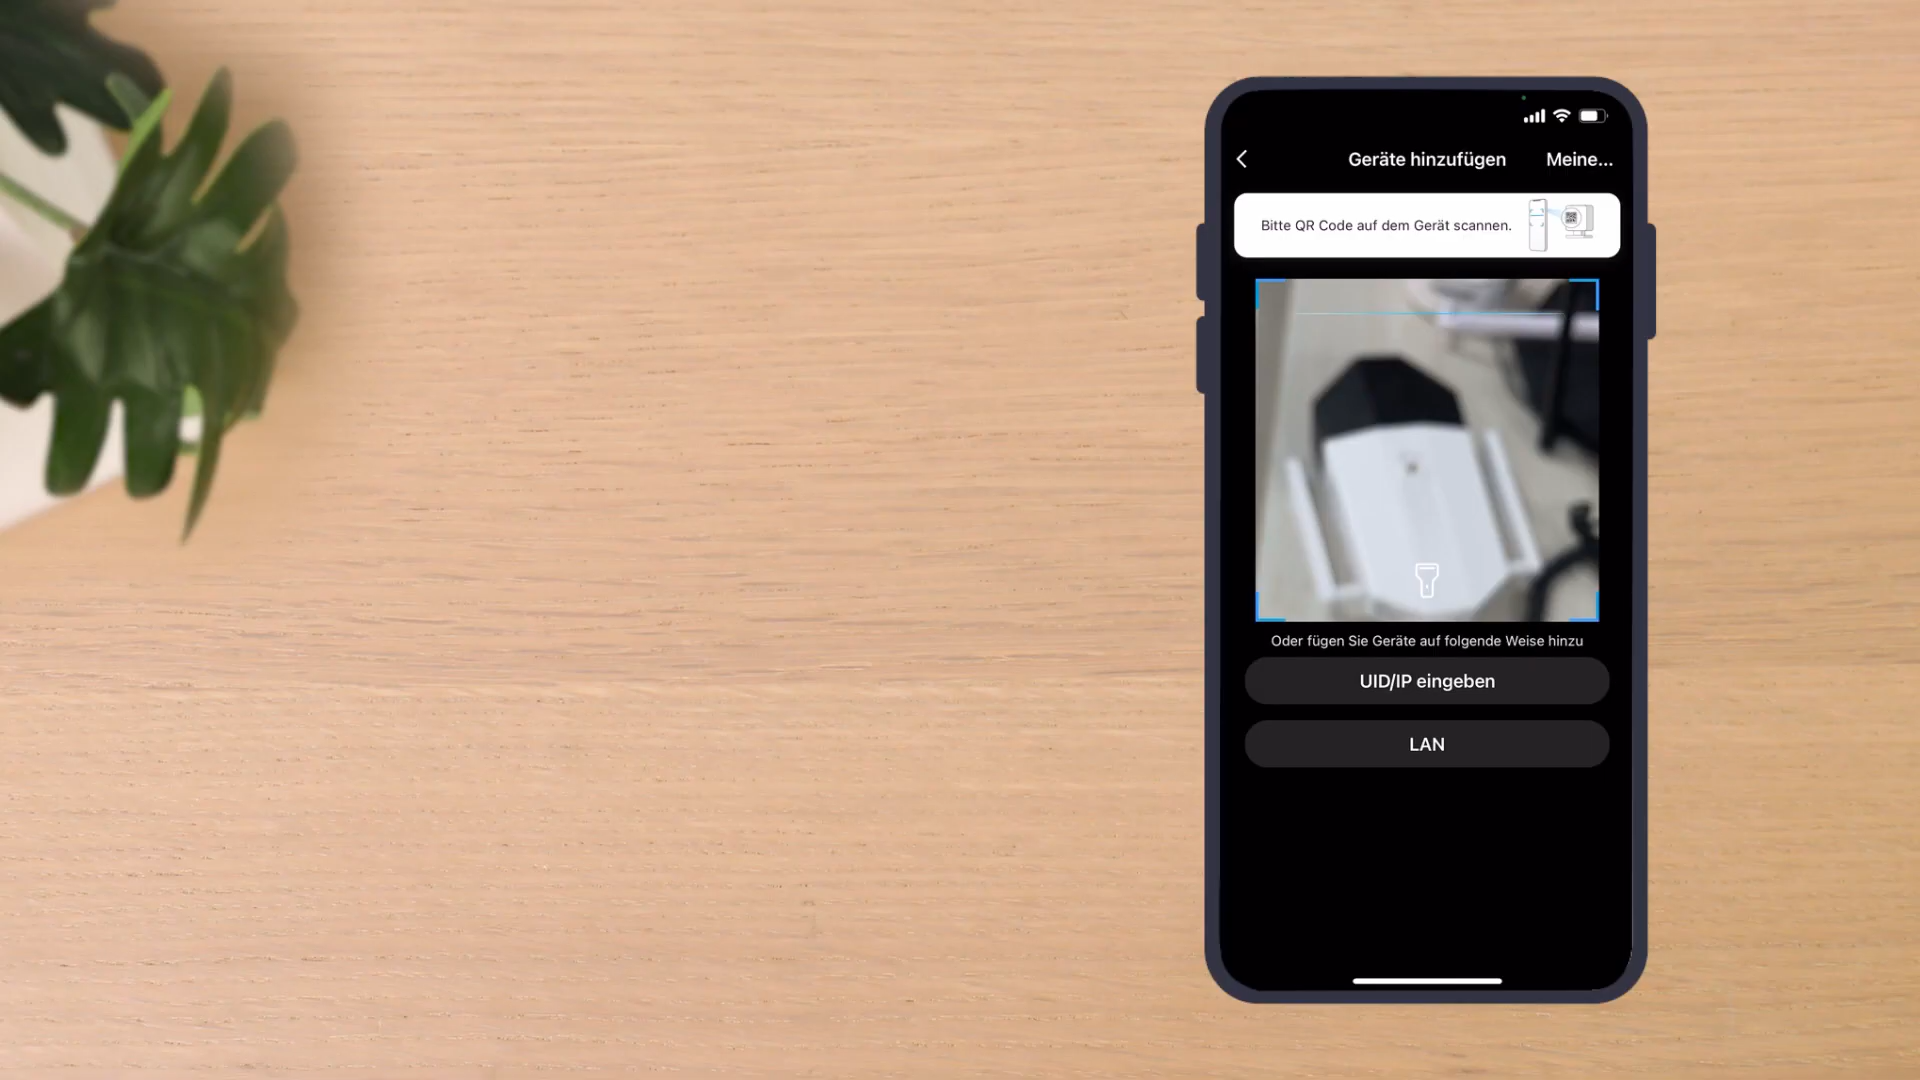 Geräte hinzufügen
Meine...
Bitte QR Code auf dem Gerät scannen.
Oder fügen Sie Geräte auf folgende Weise hinzu
UID/IP eingeben
LAN